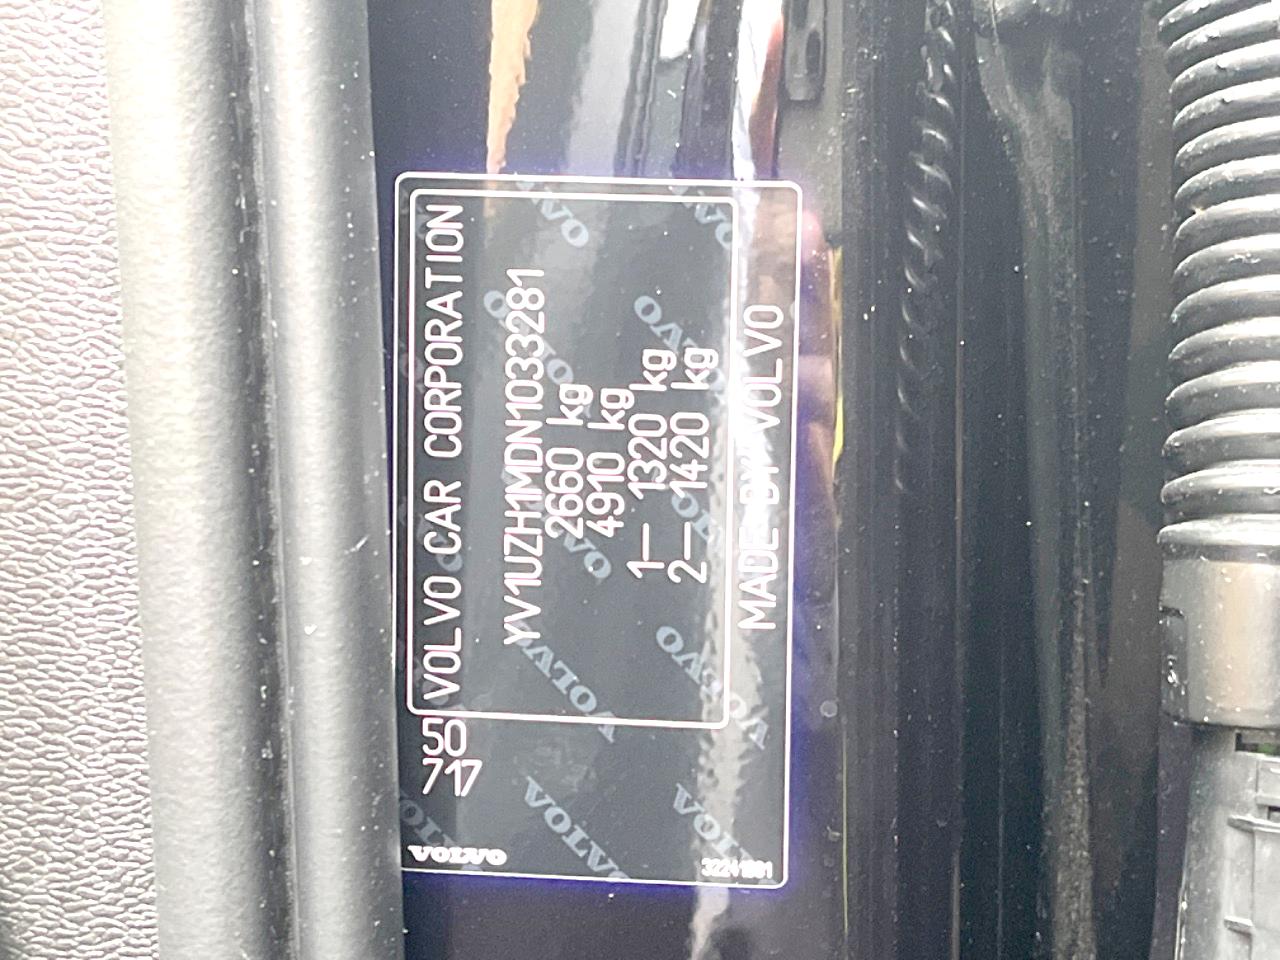 50 VOLVO CAR CORPORATION
717
YV1UZH1MDN1033281
2660 kg
4910 kg
1— 1320 kg
2— 1420 kg
MADE BY VOLVO
VOLVO